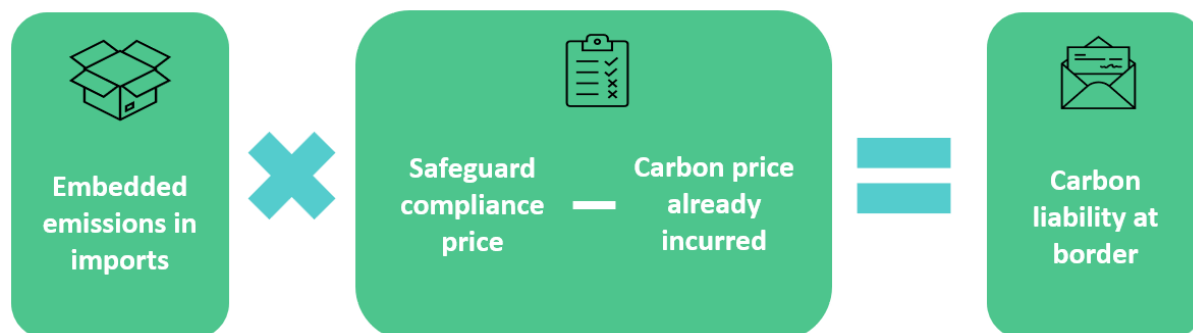 Embedded
emissions in
imports
Safeguard
compliance
price
Carbon price
already
incurred
Carbon
liability at
border